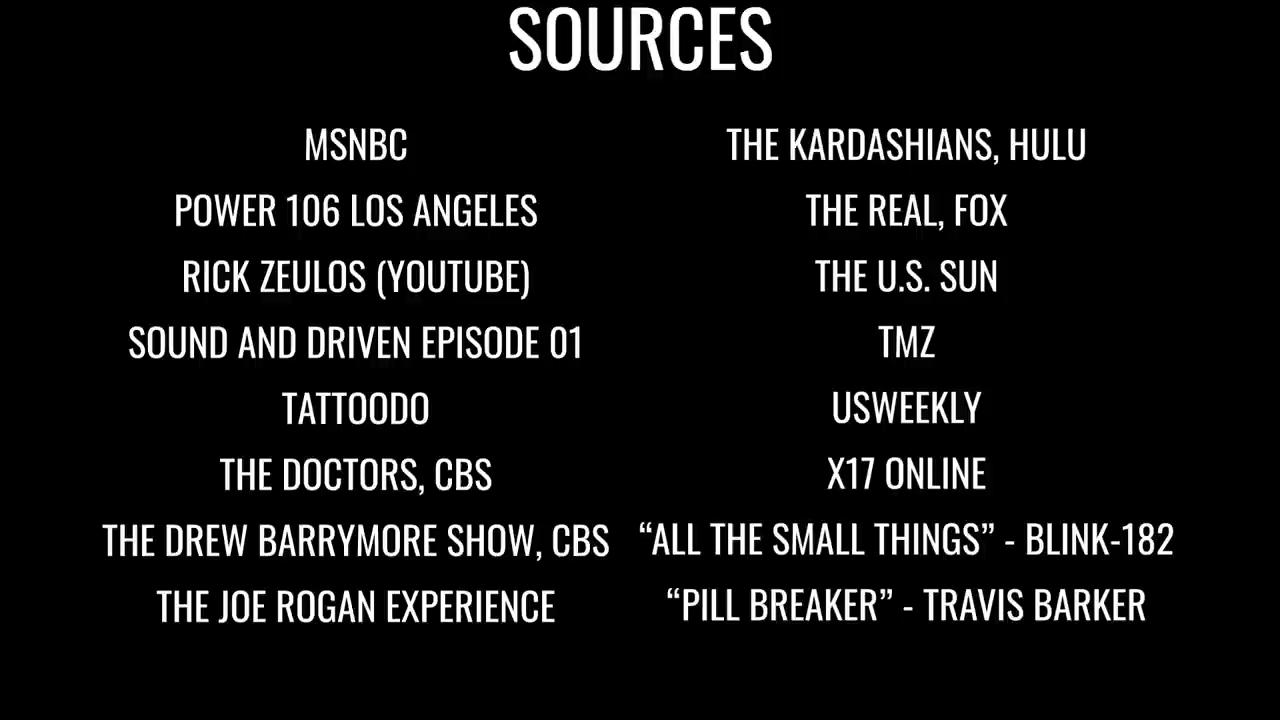 SOURCES
MSNBC
POWER 106 LOS ANGELES
RICK ZEULOS (YOUTUBE)
SOUND AND DRIVEN EPISODE 01
TATTOODO
THE DOCTORS, CBS
THE DREW BARRYMORE SHOW, CBS
THE JOE ROGAN EXPERIENCE
THE KARDASHIANS, HULU
THE REAL, FOX
THE U.S. SUN
TMZ
USWEEKLY
X17 ONLINE
“ALL THE SMALL THINGS” - BLINK-182
“PILL BREAKER” - TRAVIS BARKER